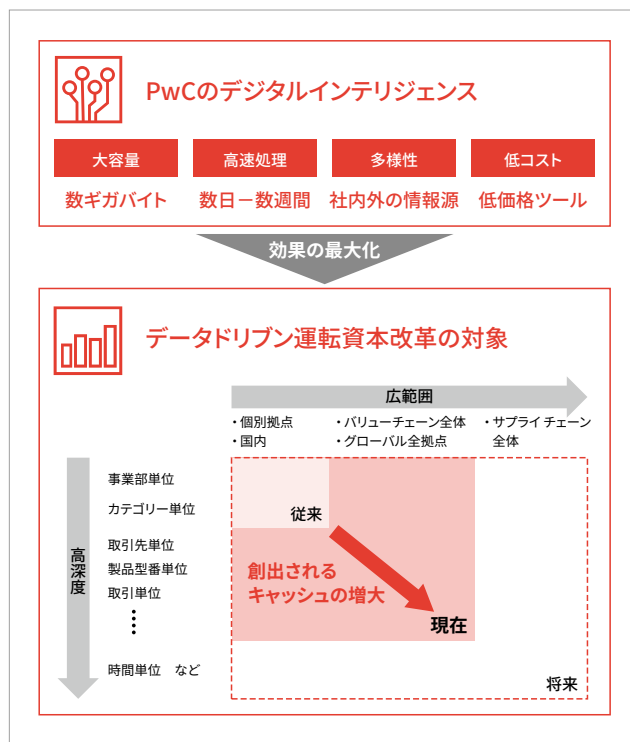 PwCのデジタルインテリジェンス
大容量
高速処理
多様性
低コスト
数ギガバイト
数日－数週間
社内外の情報源
低価格ツール
効果の最大化
データドリブン運転資本改革の対象
広範囲
・個別拠点
・国内
・バリューチェーン全体
・グローバル全拠点
・サプライチェーン
全体
高深度
事業部単位
カテゴリー単位
取引先単位
製品型番単位
取引単位
⋮
時間単位　など
従来
創出される
キャッシュの増大
現在
将来